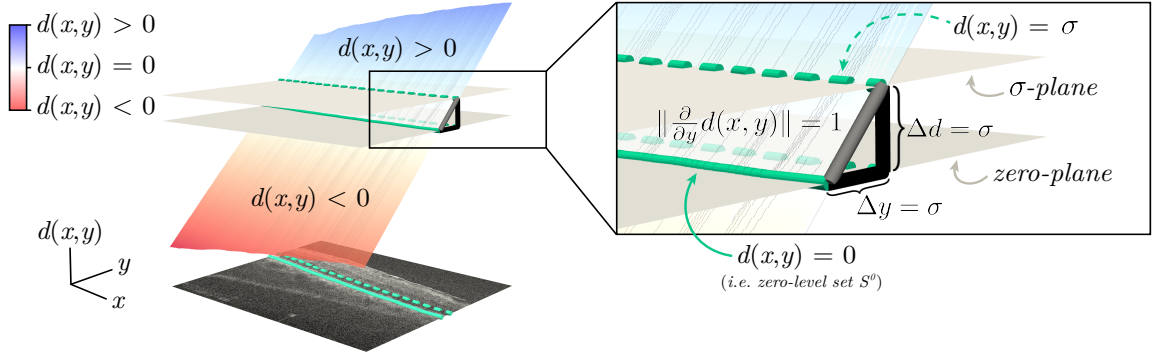 d(x,y) > 0
d(x,y) = 0
d(x,y) < 0
d(x,y) > 0
d(x,y) < 0
d(x,y)
y
x
d(x,y) = σ
σ-plane
‖ ∂/∂y d(x, y)‖ = 1
Δd = σ
zero-plane
Δy = σ
d(x,y) = 0
(i.e. zero-level set S⁰)